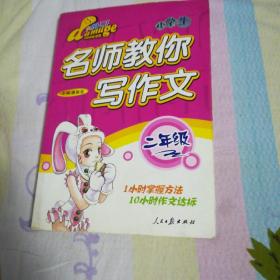 小学生
名师教你
写作文
二年级
1小时掌握方法
10小时作文达标
人民日报出版社